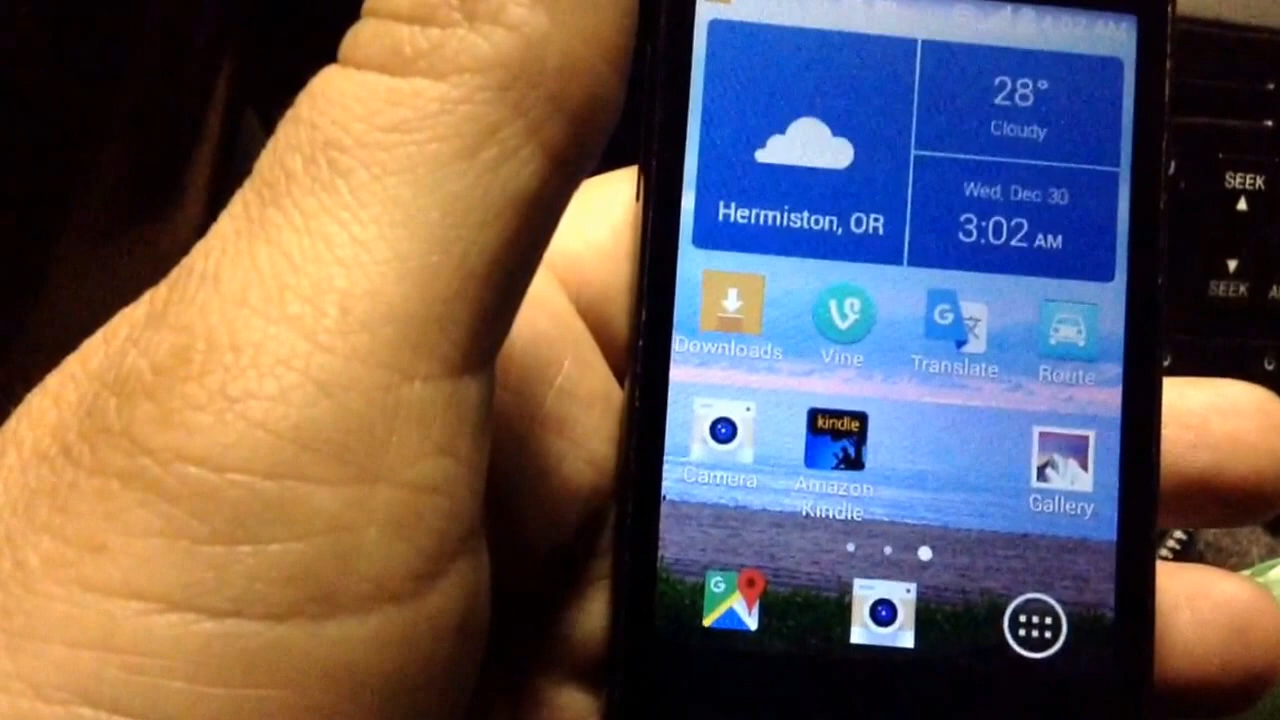 28°
Cloudy
Hermiston, OR
Wed, Dec 30
3:02 AM
SEEK
SEEK
Downloads
Vine
Translate
Route
G
kindle
Camera
Amazon
Kindle
Gallery
G